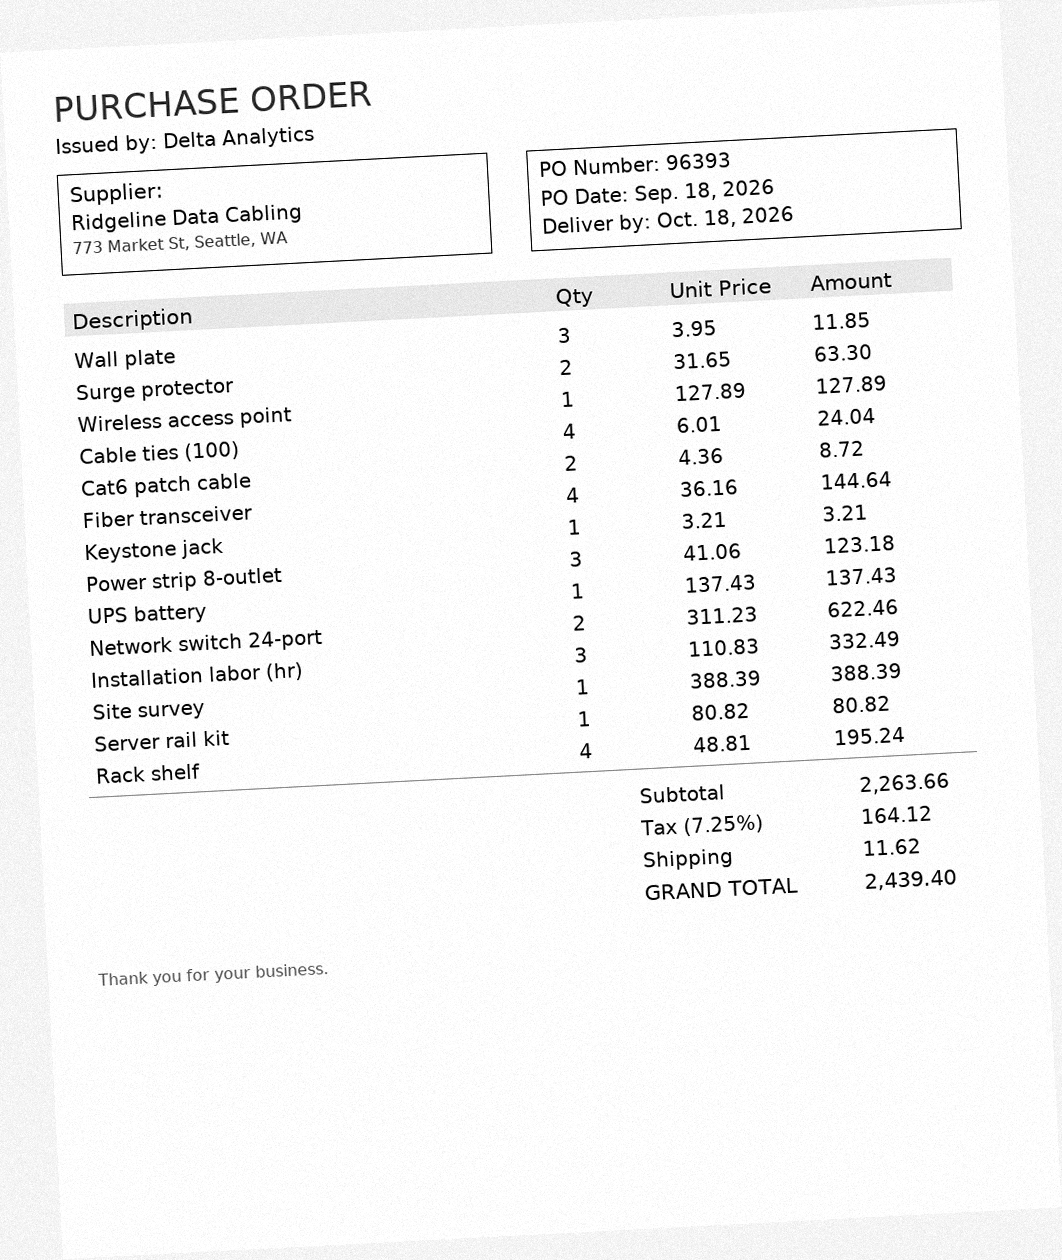 PURCHASE ORDER
Issued by: Delta Analytics
Supplier:
Ridgeline Data Cabling
773 Market St, Seattle, WA
PO Number: 96393
PO Date: Sep. 18, 2026
Deliver by: Oct. 18, 2026
Description Qty Unit Price Amount
Wall plate 3 3.95 11.85
Surge protector 2 31.65 63.30
Wireless access point 1 127.89 127.89
Cable ties (100) 4 6.01 24.04
Cat6 patch cable 2 4.36 8.72
Fiber transceiver 4 36.16 144.64
Keystone jack 1 3.21 3.21
Power strip 8-outlet 3 41.06 123.18
UPS battery 1 137.43 137.43
Network switch 24-port 2 311.23 622.46
Installation labor (hr) 3 110.83 332.49
Site survey 1 388.39 388.39
Server rail kit 1 80.82 80.82
Rack shelf 4 48.81 195.24
Subtotal 2,263.66
Tax (7.25%) 164.12
Shipping 11.62
GRAND TOTAL 2,439.40
Thank you for your business.